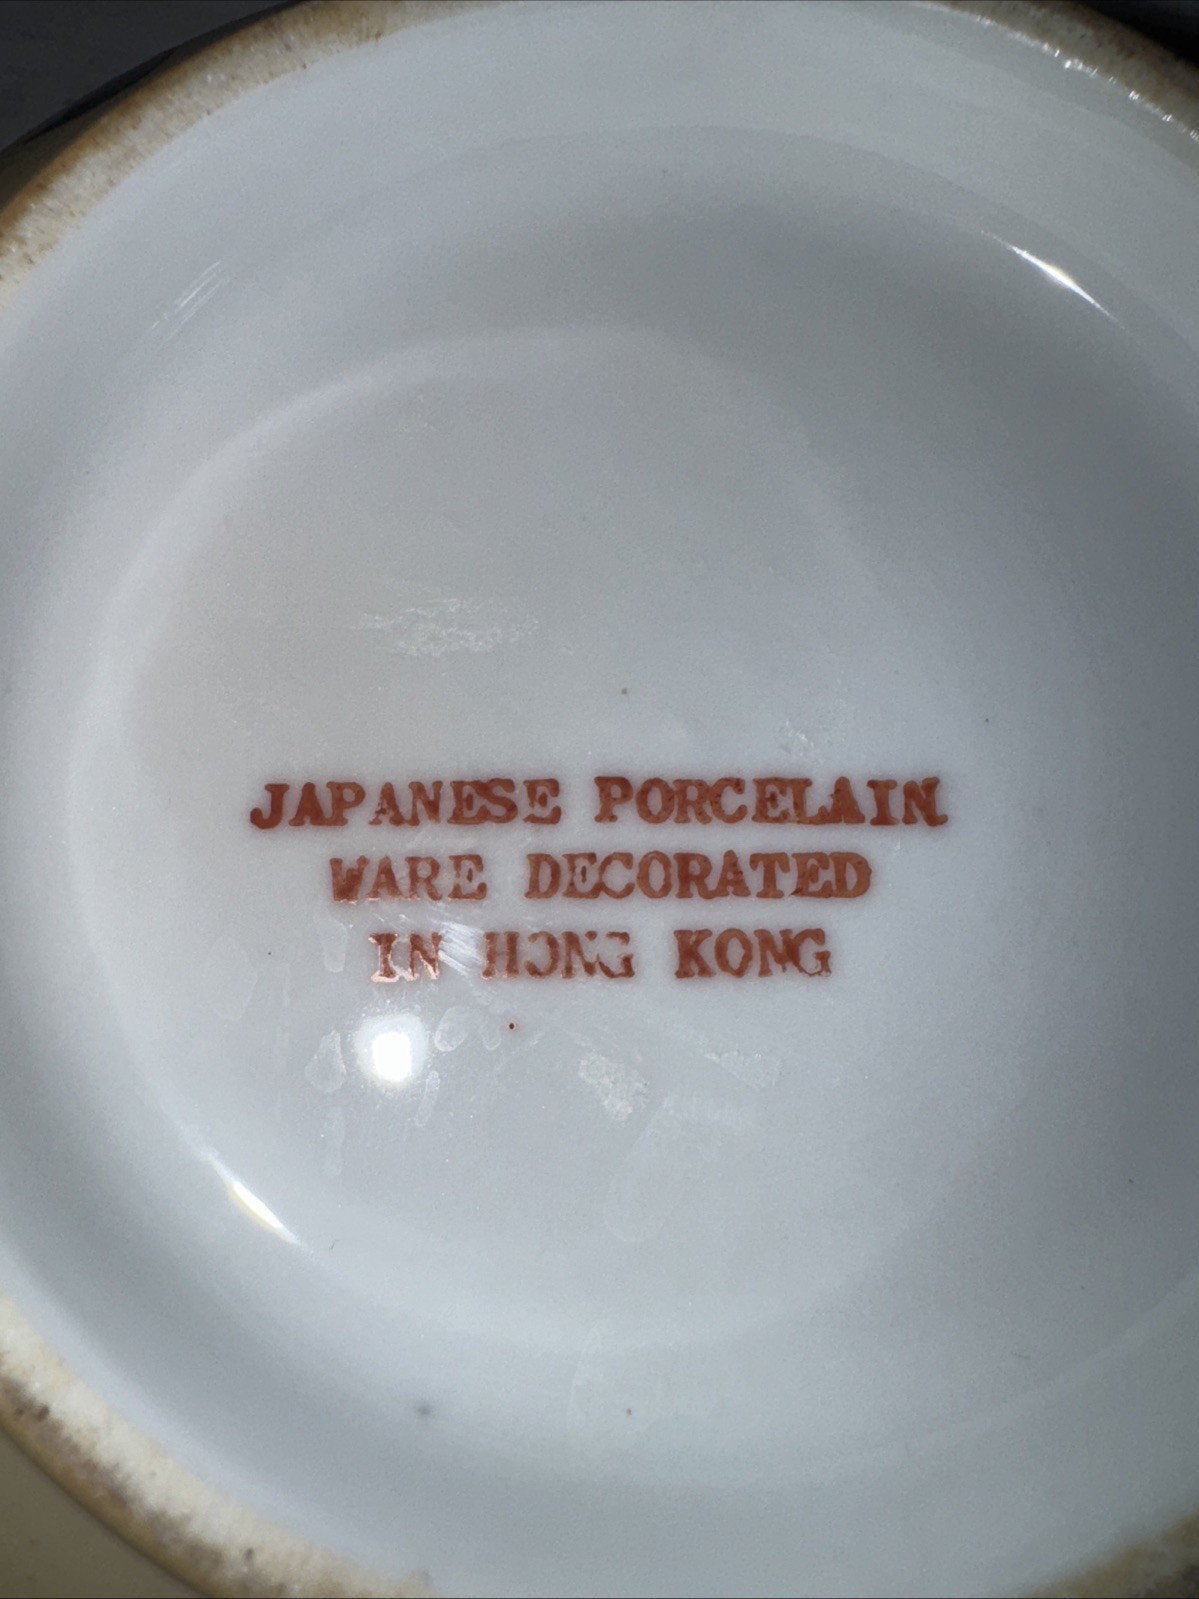 JAPANESE PORCELAIN
WARE DECORATED
IN HONG KONG